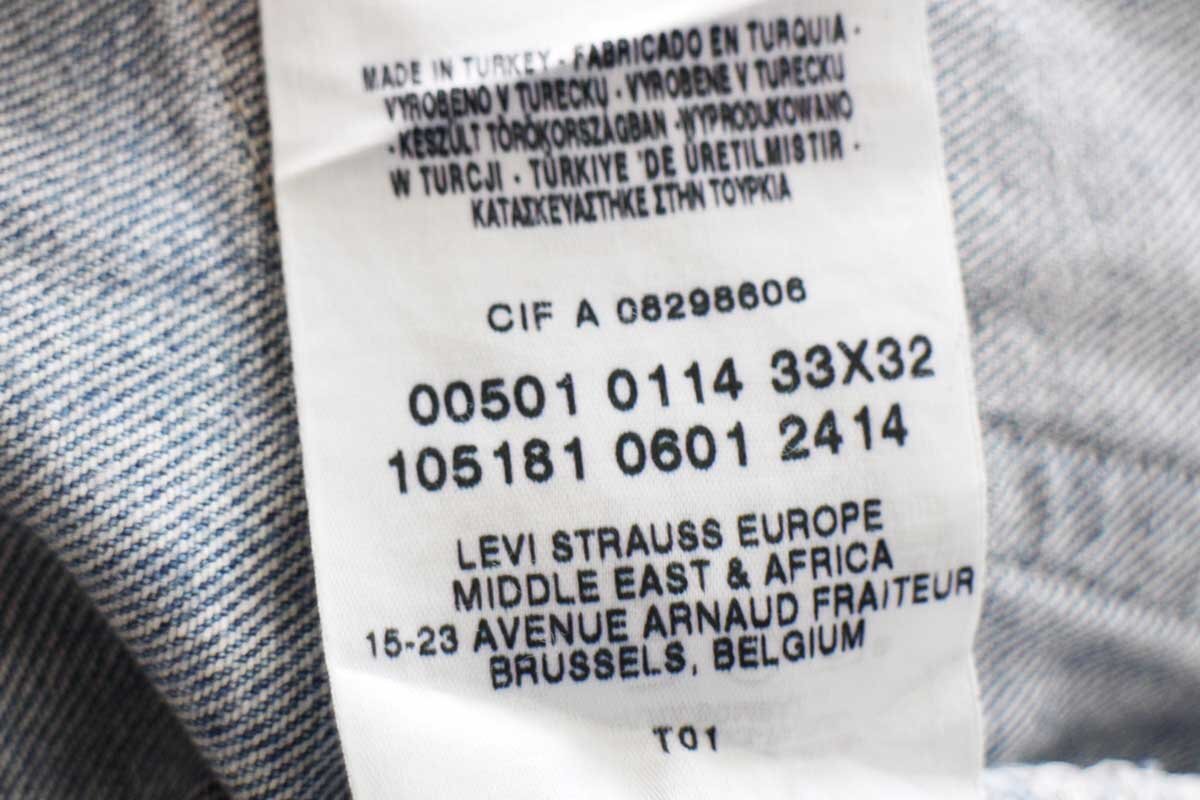 MADE IN TURKEY · FABRICADO EN TURQUIA ·
VYROBENO V TURECKU · VYROBENE V TURECKU
· KÉSZÜLT TÖRÖKORSZÁGBAN · WYPRODUKOWANO
W TURCJI · TÜRKIYE 'DE ÜRETILMISTIR ·
ΚΑΤΑΣΚΕΥΑΣΤΗΚΕ ΣΤΗΝ ΤΟΥΡΚΙΑ
CIF A 08298606
00501 0114 33X32
105181 0601 2414
LEVI STRAUSS EUROPE
MIDDLE EAST & AFRICA
15-23 AVENUE ARNAUD FRAITEUR
BRUSSELS, BELGIUM
T01